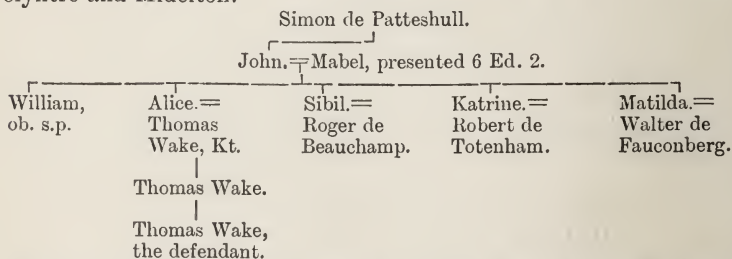 Simon de Patteshull.
John.=Mabel, presented 6 Ed. 2.
William, Alice.= Sibil.= Katrine.= Matilda.=
ob. s.p. Thomas Roger de Robert de Walter de
Wake, Kt. Beauchamp. Totenham. Fauconberg.
Thomas Wake.
Thomas Wake,
the defendant.